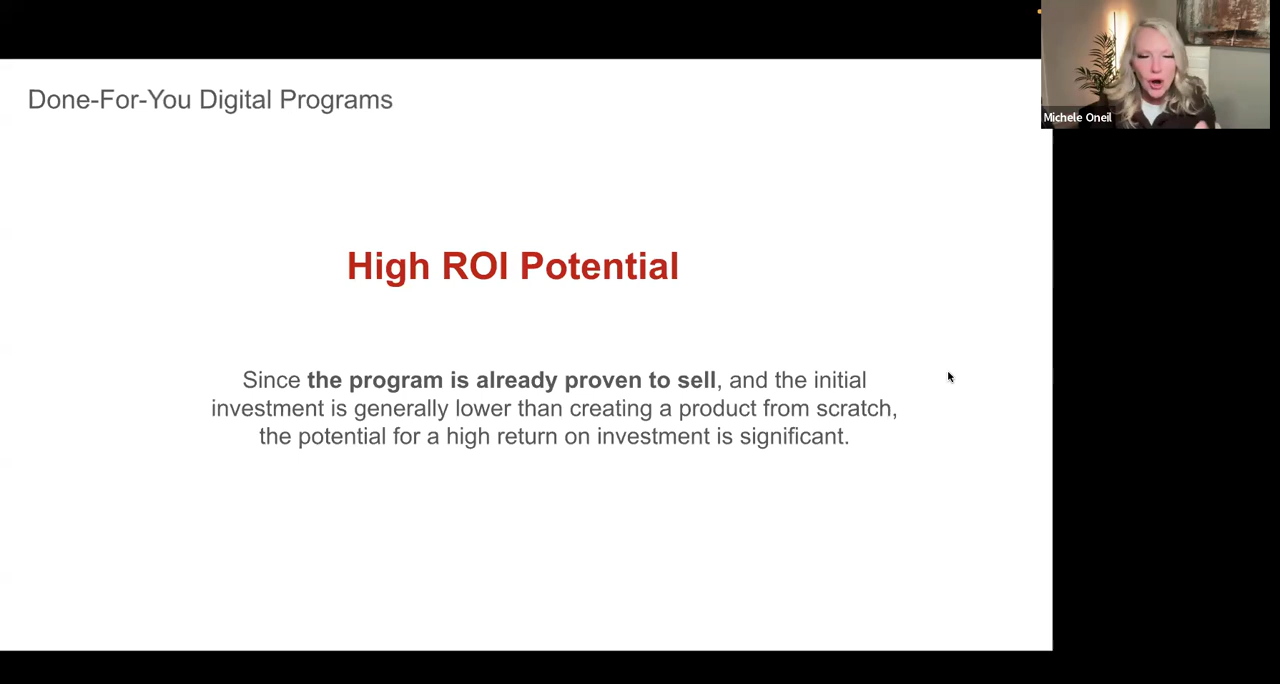 Done-For-You Digital Programs
Michele Oneil
High ROI Potential
Since the program is already proven to sell, and the initial
investment is generally lower than creating a product from scratch,
the potential for a high return on investment is significant.